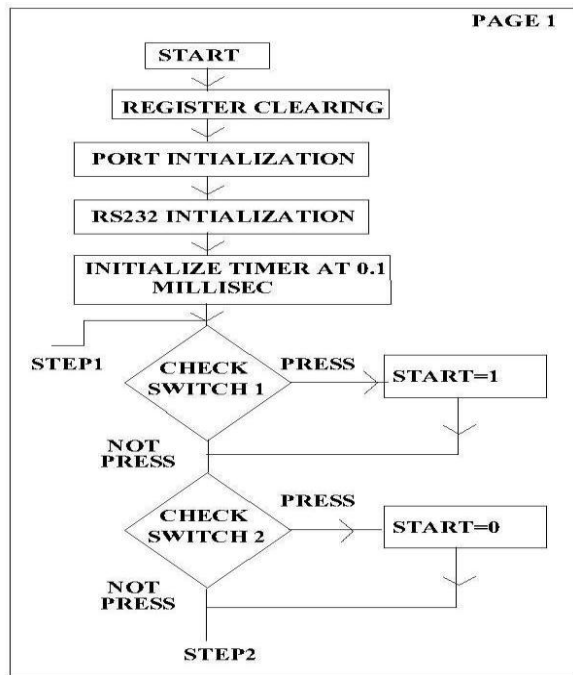 PAGE 1
START
REGISTER CLEARING
PORT INTIALIZATION
RS232 INTIALIZATION
INITIALIZE TIMER AT 0.1
MILLISEC
STEP1
CHECK
SWITCH 1
PRESS
START=1
NOT
PRESS
CHECK
SWITCH 2
PRESS
START=0
NOT
PRESS
STEP2